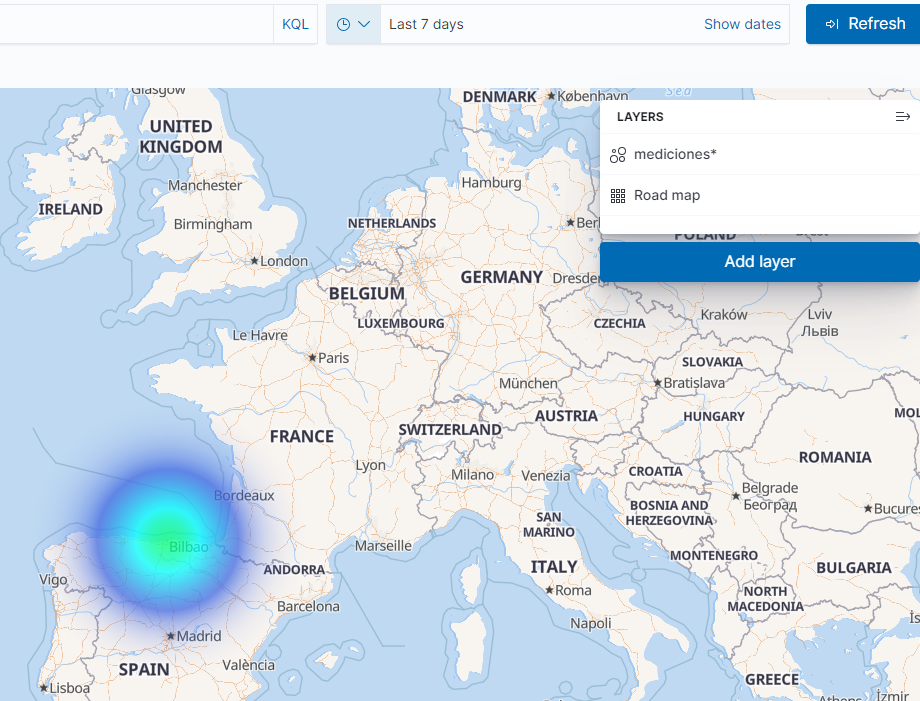 KQL
Last 7 days
Show dates
Refresh
LAYERS
mediciones*
Road map
Add layer
Glasgow
DENMARK
København
Sea
UNITED
KINGDOM
Manchester
Hamburg
IRELAND
Birmingham
NETHERLANDS
London
POLAND
GERMANY
Dresden
BELGIUM
LUXEMBOURG
CZECHIA
Kraków
Lviv
Львів
Le Havre
Paris
SLOVAKIA
München
Bratislava
AUSTRIA
HUNGARY
FRANCE
SWITZERLAND
Lyon
Milano
Venezia
CROATIA
ROMANIA
Bordeaux
Belgrade
Београд
BOSNIA AND
HERZEGOVINA
SAN
MARINO
Bilbao
Marseille
MONTENEGRO
ANDORRA
ITALY
BULGARIA
Vigo
Roma
NORTH
MACEDONIA
Barcelona
Napoli
Madrid
SPAIN
València
Lisboa
GREECE
Athens
İzmir